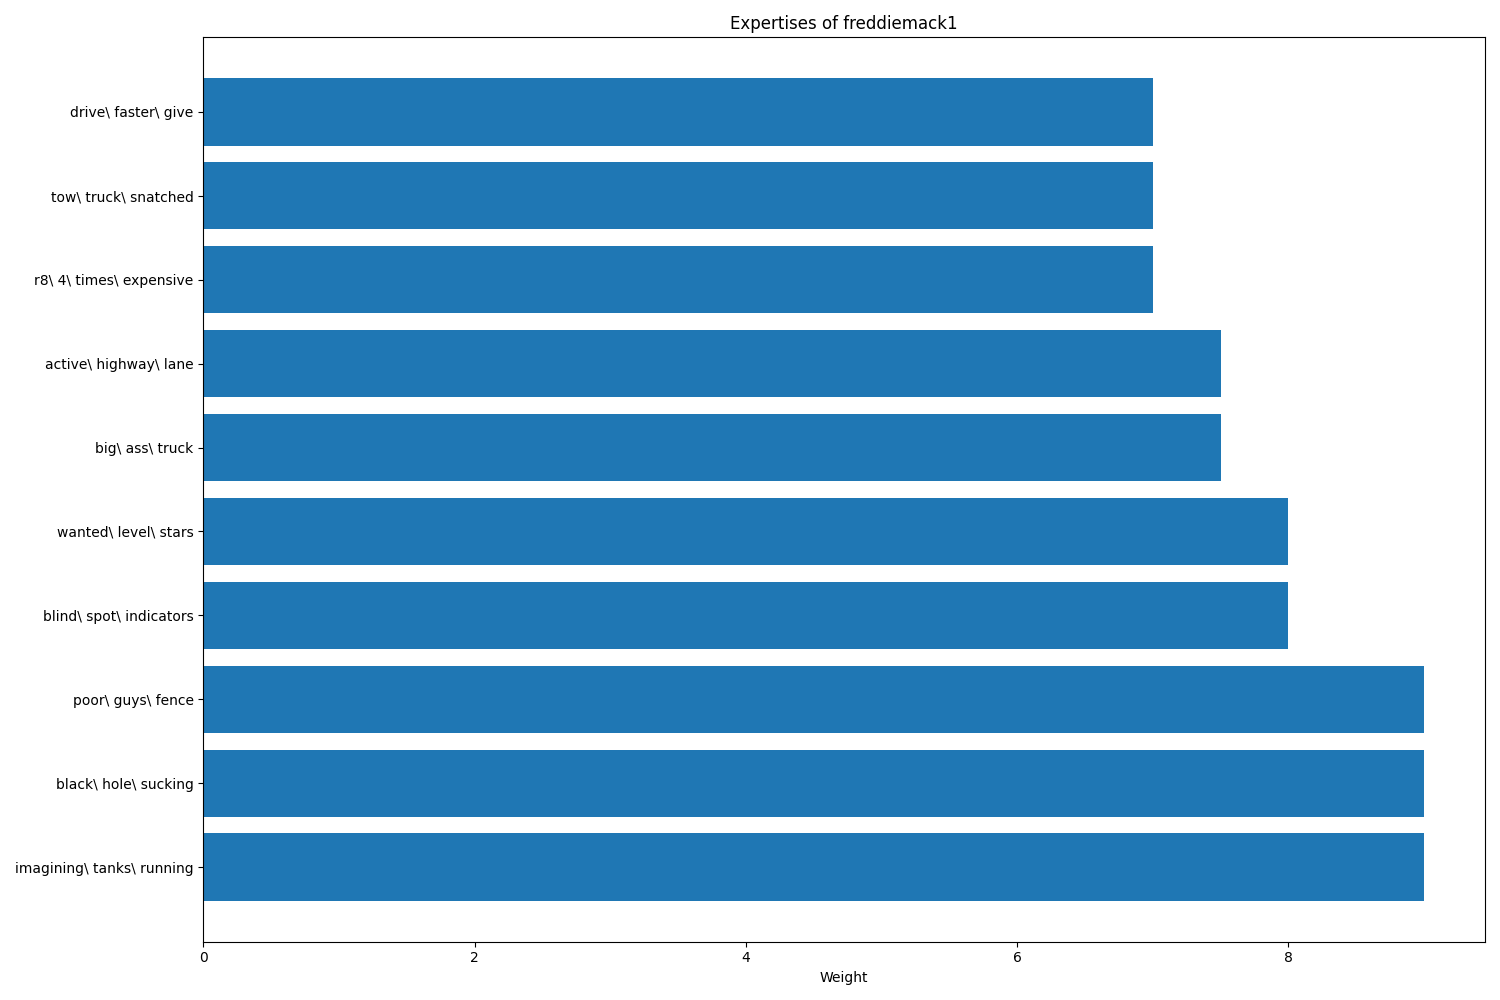 Expertises of freddiemack1
drive\ faster\ give
tow\ truck\ snatched
r8\ 4\ times\ expensive
active\ highway\ lane
big\ ass\ truck
wanted\ level\ stars
blind\ spot\ indicators
poor\ guys\ fence
black\ hole\ sucking
imagining\ tanks\ running
0 2 4 6 8
Weight